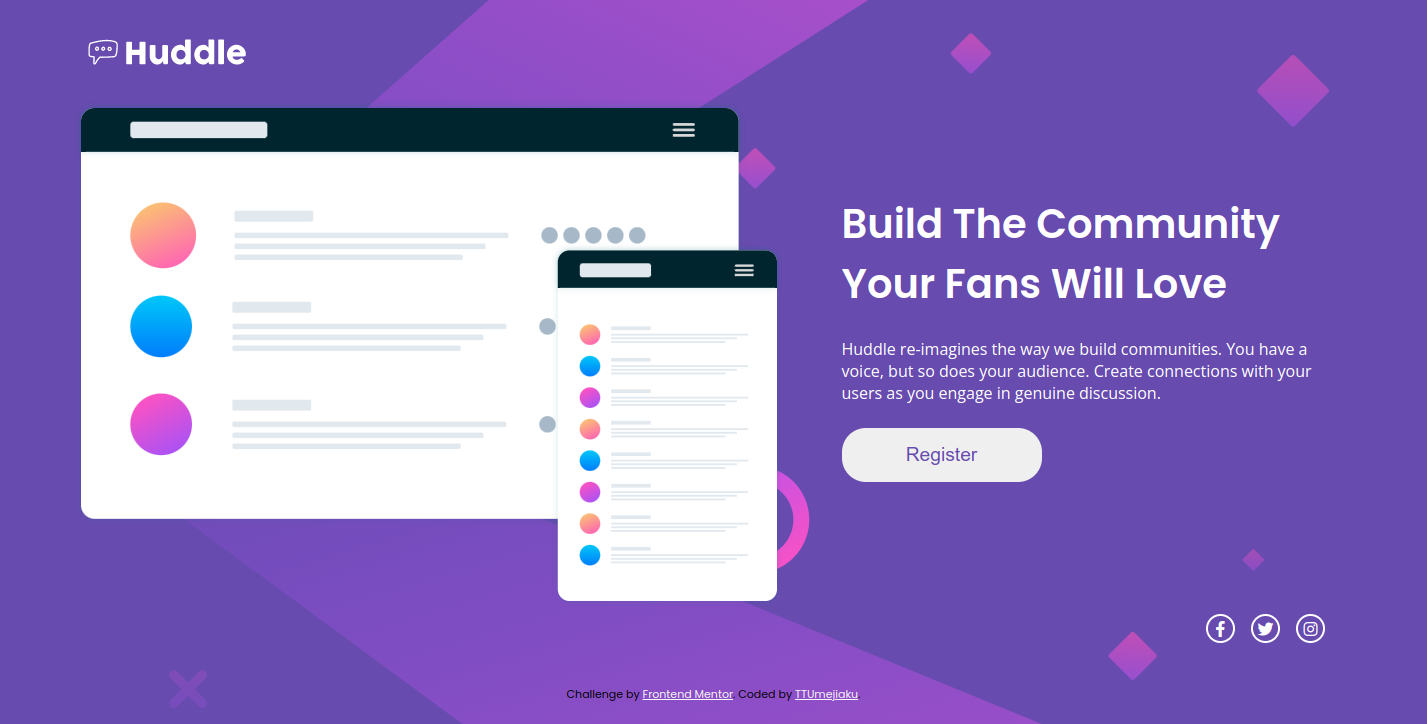 Huddle
Build The Community
Your Fans Will Love
Huddle re-imagines the way we build communities. You have a
voice, but so does your audience. Create connections with your
users as you engage in genuine discussion.
Register
Challenge by Frontend Mentor. Coded by TTUmejiaku.